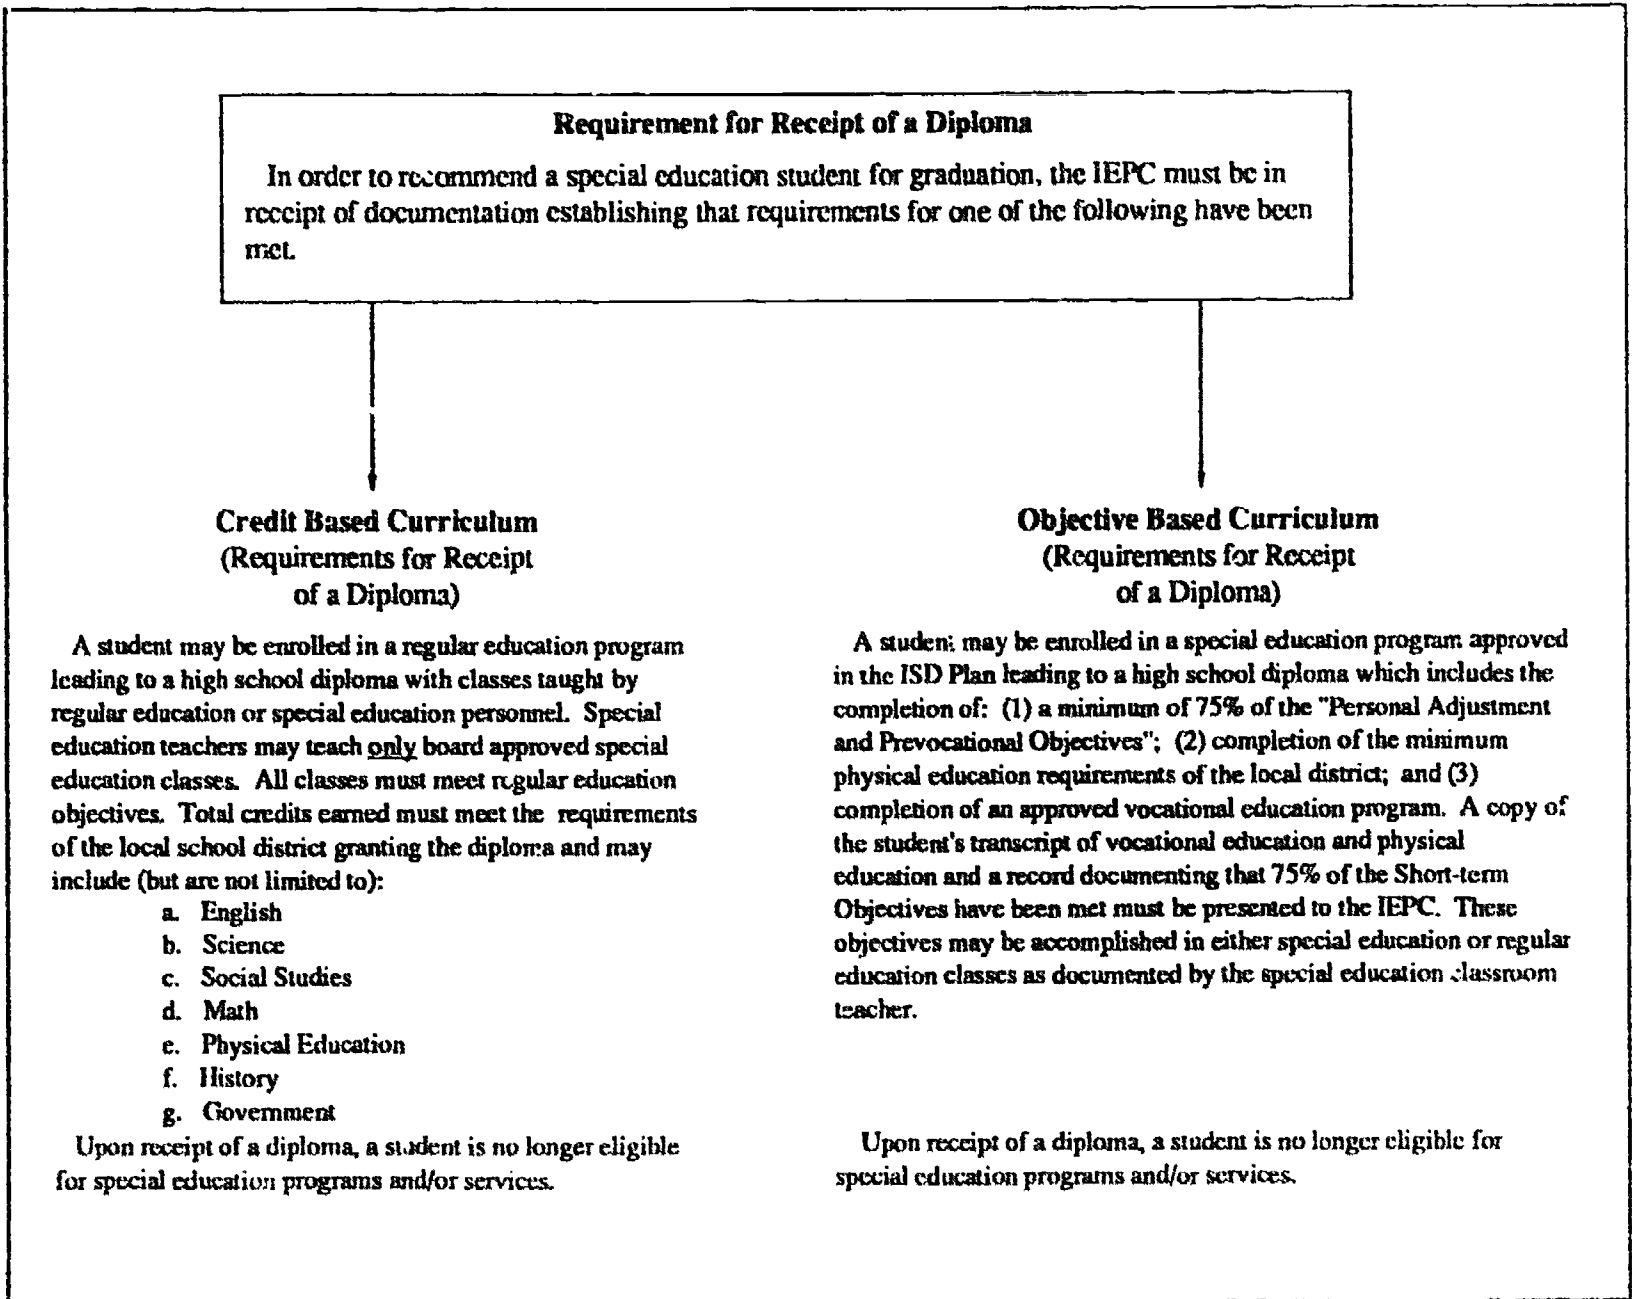 Requirement for Receipt of a Diploma
In order to recommend a special education student for graduation, the IEPC must be in
receipt of documentation establishing that requirements for one of the following have been
met.
Credit Based Curriculum
(Requirements for Receipt
of a Diploma)
A student may be enrolled in a regular education program
leading to a high school diploma with classes taught by
regular education or special education personnel. Special
education teachers may teach only board approved special
education classes. All classes must meet regular education
objectives. Total credits earned must meet the requirements
of the local school district granting the diploma and may
include (but are not limited to):
a. English
b. Science
c. Social Studies
d. Math
e. Physical Education
f. History
g. Government
Upon receipt of a diploma, a student is no longer eligible
for special education programs and/or services.
Objective Based Curriculum
(Requirements for Receipt
of a Diploma)
A student may be enrolled in a special education program approved
in the ISD Plan leading to a high school diploma which includes the
completion of: (1) a minimum of 75% of the "Personal Adjustment
and Prevocational Objectives"; (2) completion of the minimum
physical education requirements of the local district; and (3)
completion of an approved vocational education program. A copy of
the student's transcript of vocational education and physical
education and a record documenting that 75% of the Short-term
Objectives have been met must be presented to the IEPC. These
objectives may be accomplished in either special education or regular
education classes as documented by the special education classroom
teacher.
Upon receipt of a diploma, a student is no longer eligible for
special education programs and/or services.